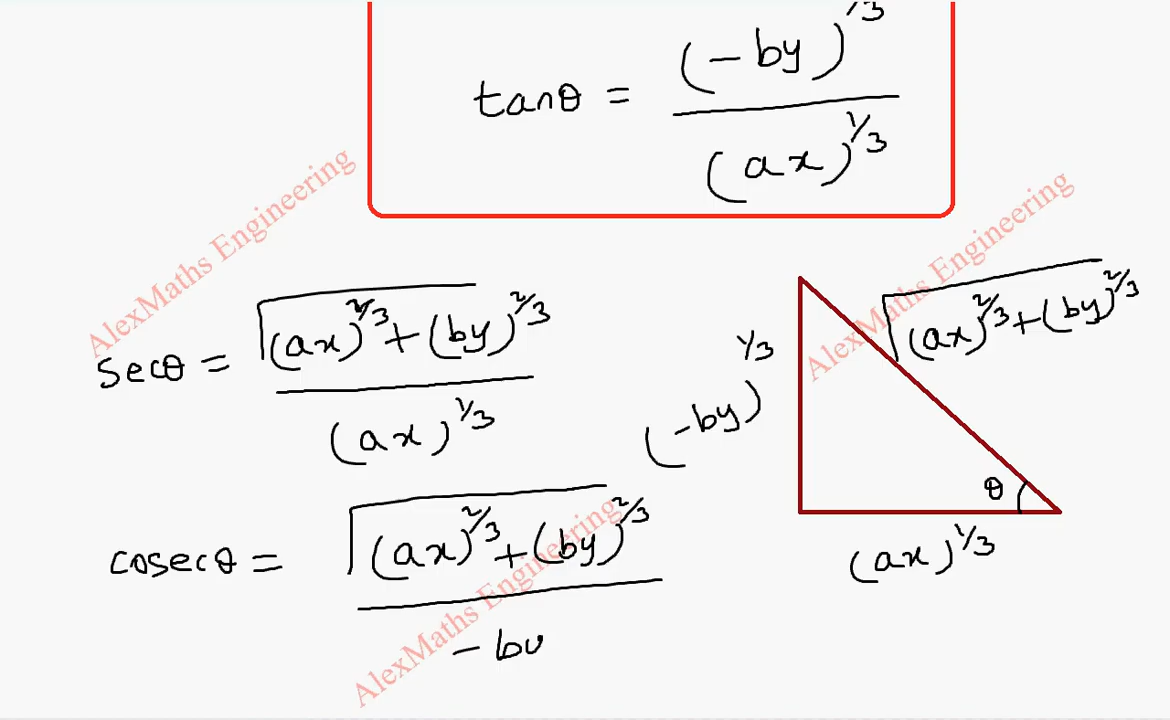 tanθ = (-by)^1/3 / (ax)^1/3
secθ = √((ax)^2/3 + (by)^2/3) / (ax)^1/3
cosecθ = √((ax)^2/3 + (by)^2/3) / -by
(-by)^1/3
√((ax)^2/3 + (by)^2/3)
θ
(ax)^1/3
AlexMaths Engineering
AlexMaths Engineering
AlexMaths Engineering